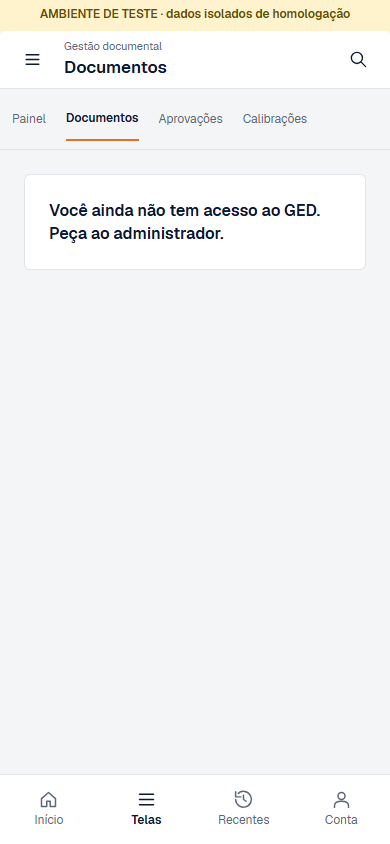 AMBIENTE DE TESTE · dados isolados de homologação
Gestão documental
Documentos
Painel Documentos Aprovações Calibrações
Você ainda não tem acesso ao GED.
Peça ao administrador.
Início Telas Recentes Conta